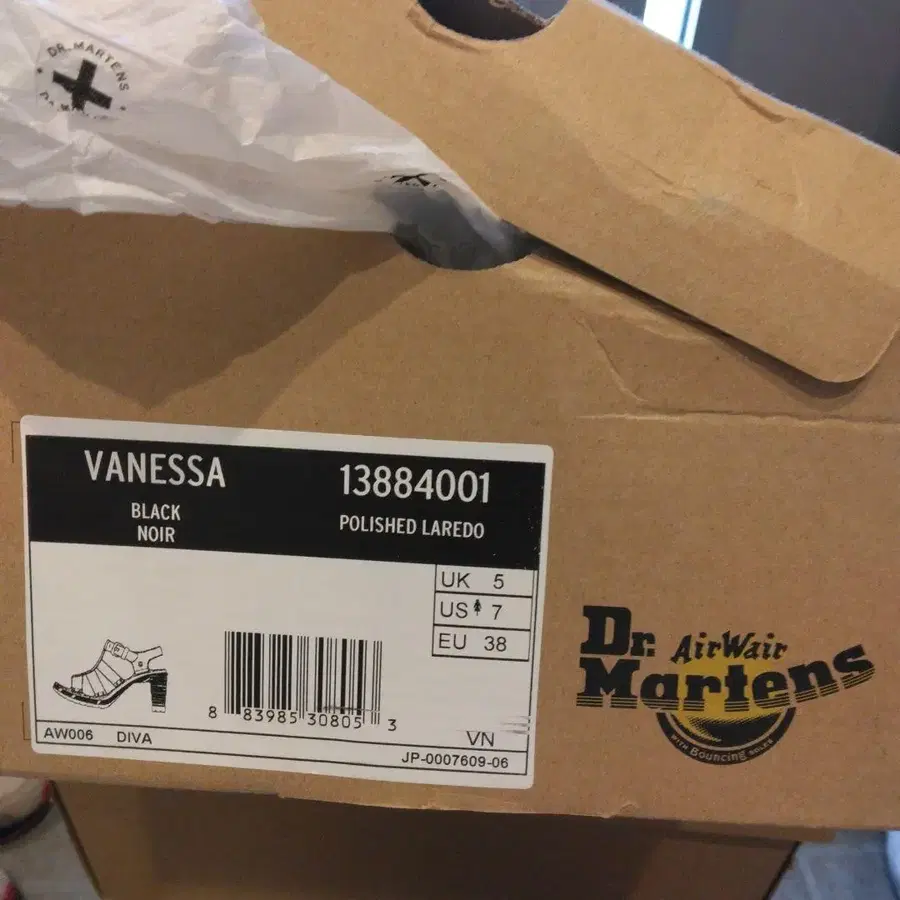 DR. MARTENS
VANESSA
13884001
BLACK
NOIR
POLISHED LAREDO
UK 5
US 7
EU 38
8 83985 30805 3
AW006 DIVA
VN
JP-0007609-06
Dr. AirWair
Martens
WITH Bouncing SOLES